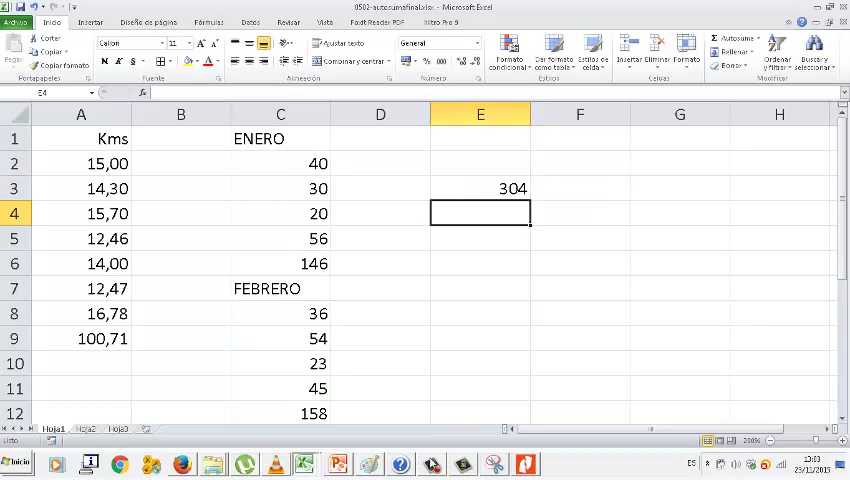 0502-autosumafinal.xlsx - Microsoft Excel
Archivo Inicio Insertar Diseño de página Fórmulas Datos Revisar Vista Foxit Reader PDF Nitro Pro 9
Pegar Cortar Copiar Copiar formato
Calibri 11
N K S
Ajustar texto
Combinar y centrar
General
% 000
Formato condicional Dar formato como tabla Estilos de celda
Insertar Eliminar Formato
Σ Autosuma Rellenar Borrar
Ordenar y filtrar Buscar y seleccionar
Portapapeles Fuente Alineación Número Estilos Celdas Modificar
E4 fx
A B C D E F G H
1 Kms ENERO
2 15,00 40
3 14,30 30 304
4 15,70 20
5 12,46 56
6 14,00 146
7 12,47 FEBRERO
8 16,78 36
9 100,71 54
10 23
11 45
12 158
Hoja1 Hoja2 Hoja3
Listo 200%
Inicio ES 13:03
23/11/2015